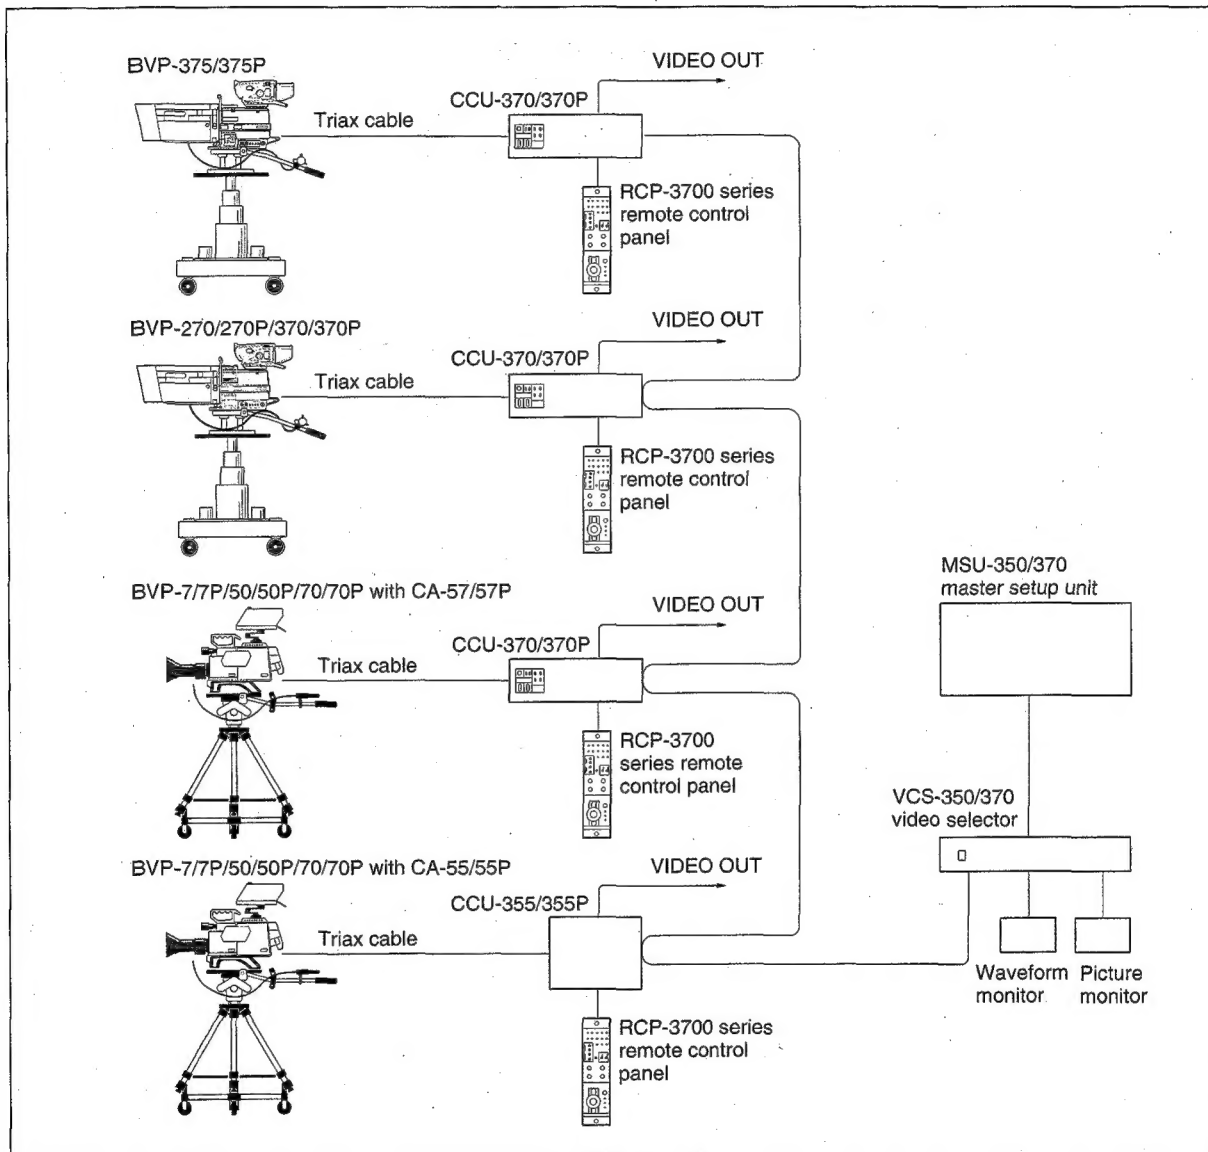 BVP-375/375P
VIDEO OUT
CCU-370/370P
Triax cable
RCP-3700 series
remote control
panel
BVP-270/270P/370/370P
VIDEO OUT
CCU-370/370P
Triax cable
RCP-3700 series
remote control
panel
BVP-7/7P/50/50P/70/70P with CA-57/57P
VIDEO OUT
CCU-370/370P
Triax cable
RCP-3700
series remote
control panel
MSU-350/370
master setup unit
VCS-350/370
video selector
BVP-7/7P/50/50P/70/70P with CA-55/55P
VIDEO OUT
CCU-355/355P
Triax cable
Waveform
monitor
Picture
monitor
RCP-3700 series
remote control
panel